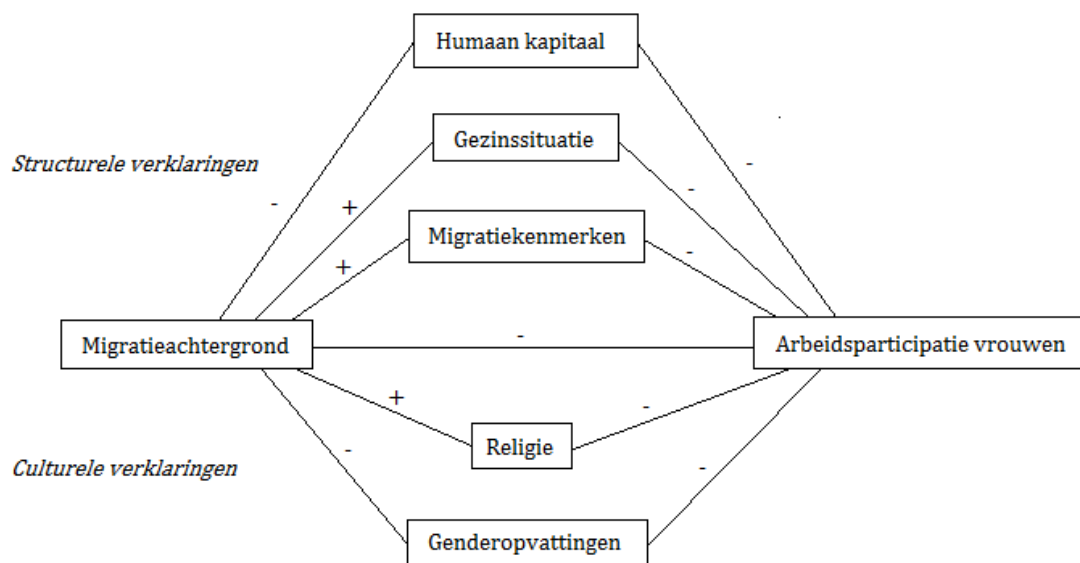 Humaan kapitaal
Gezinssituatie
Structurele verklaringen
-
-
-
+
Migratiekenmerken
+
-
Migratieachtergrond
-
Arbeidsparticipatie vrouwen
+
-
Religie
-
Culturele verklaringen
-
Genderopvattingen